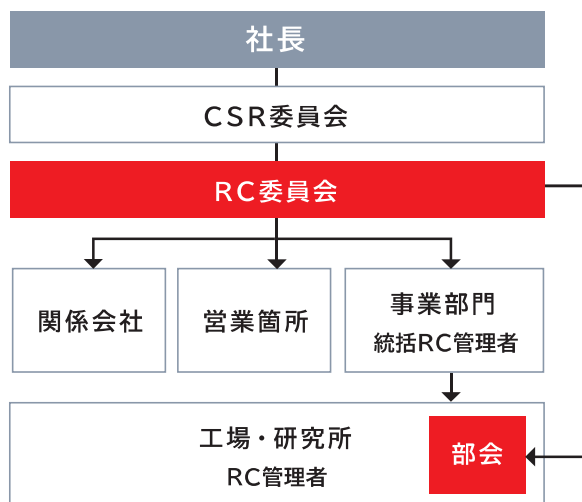 社長
CSR委員会
RC委員会
関係会社
営業箇所
事業部門
統括RC管理者
工場・研究所
RC管理者
部会